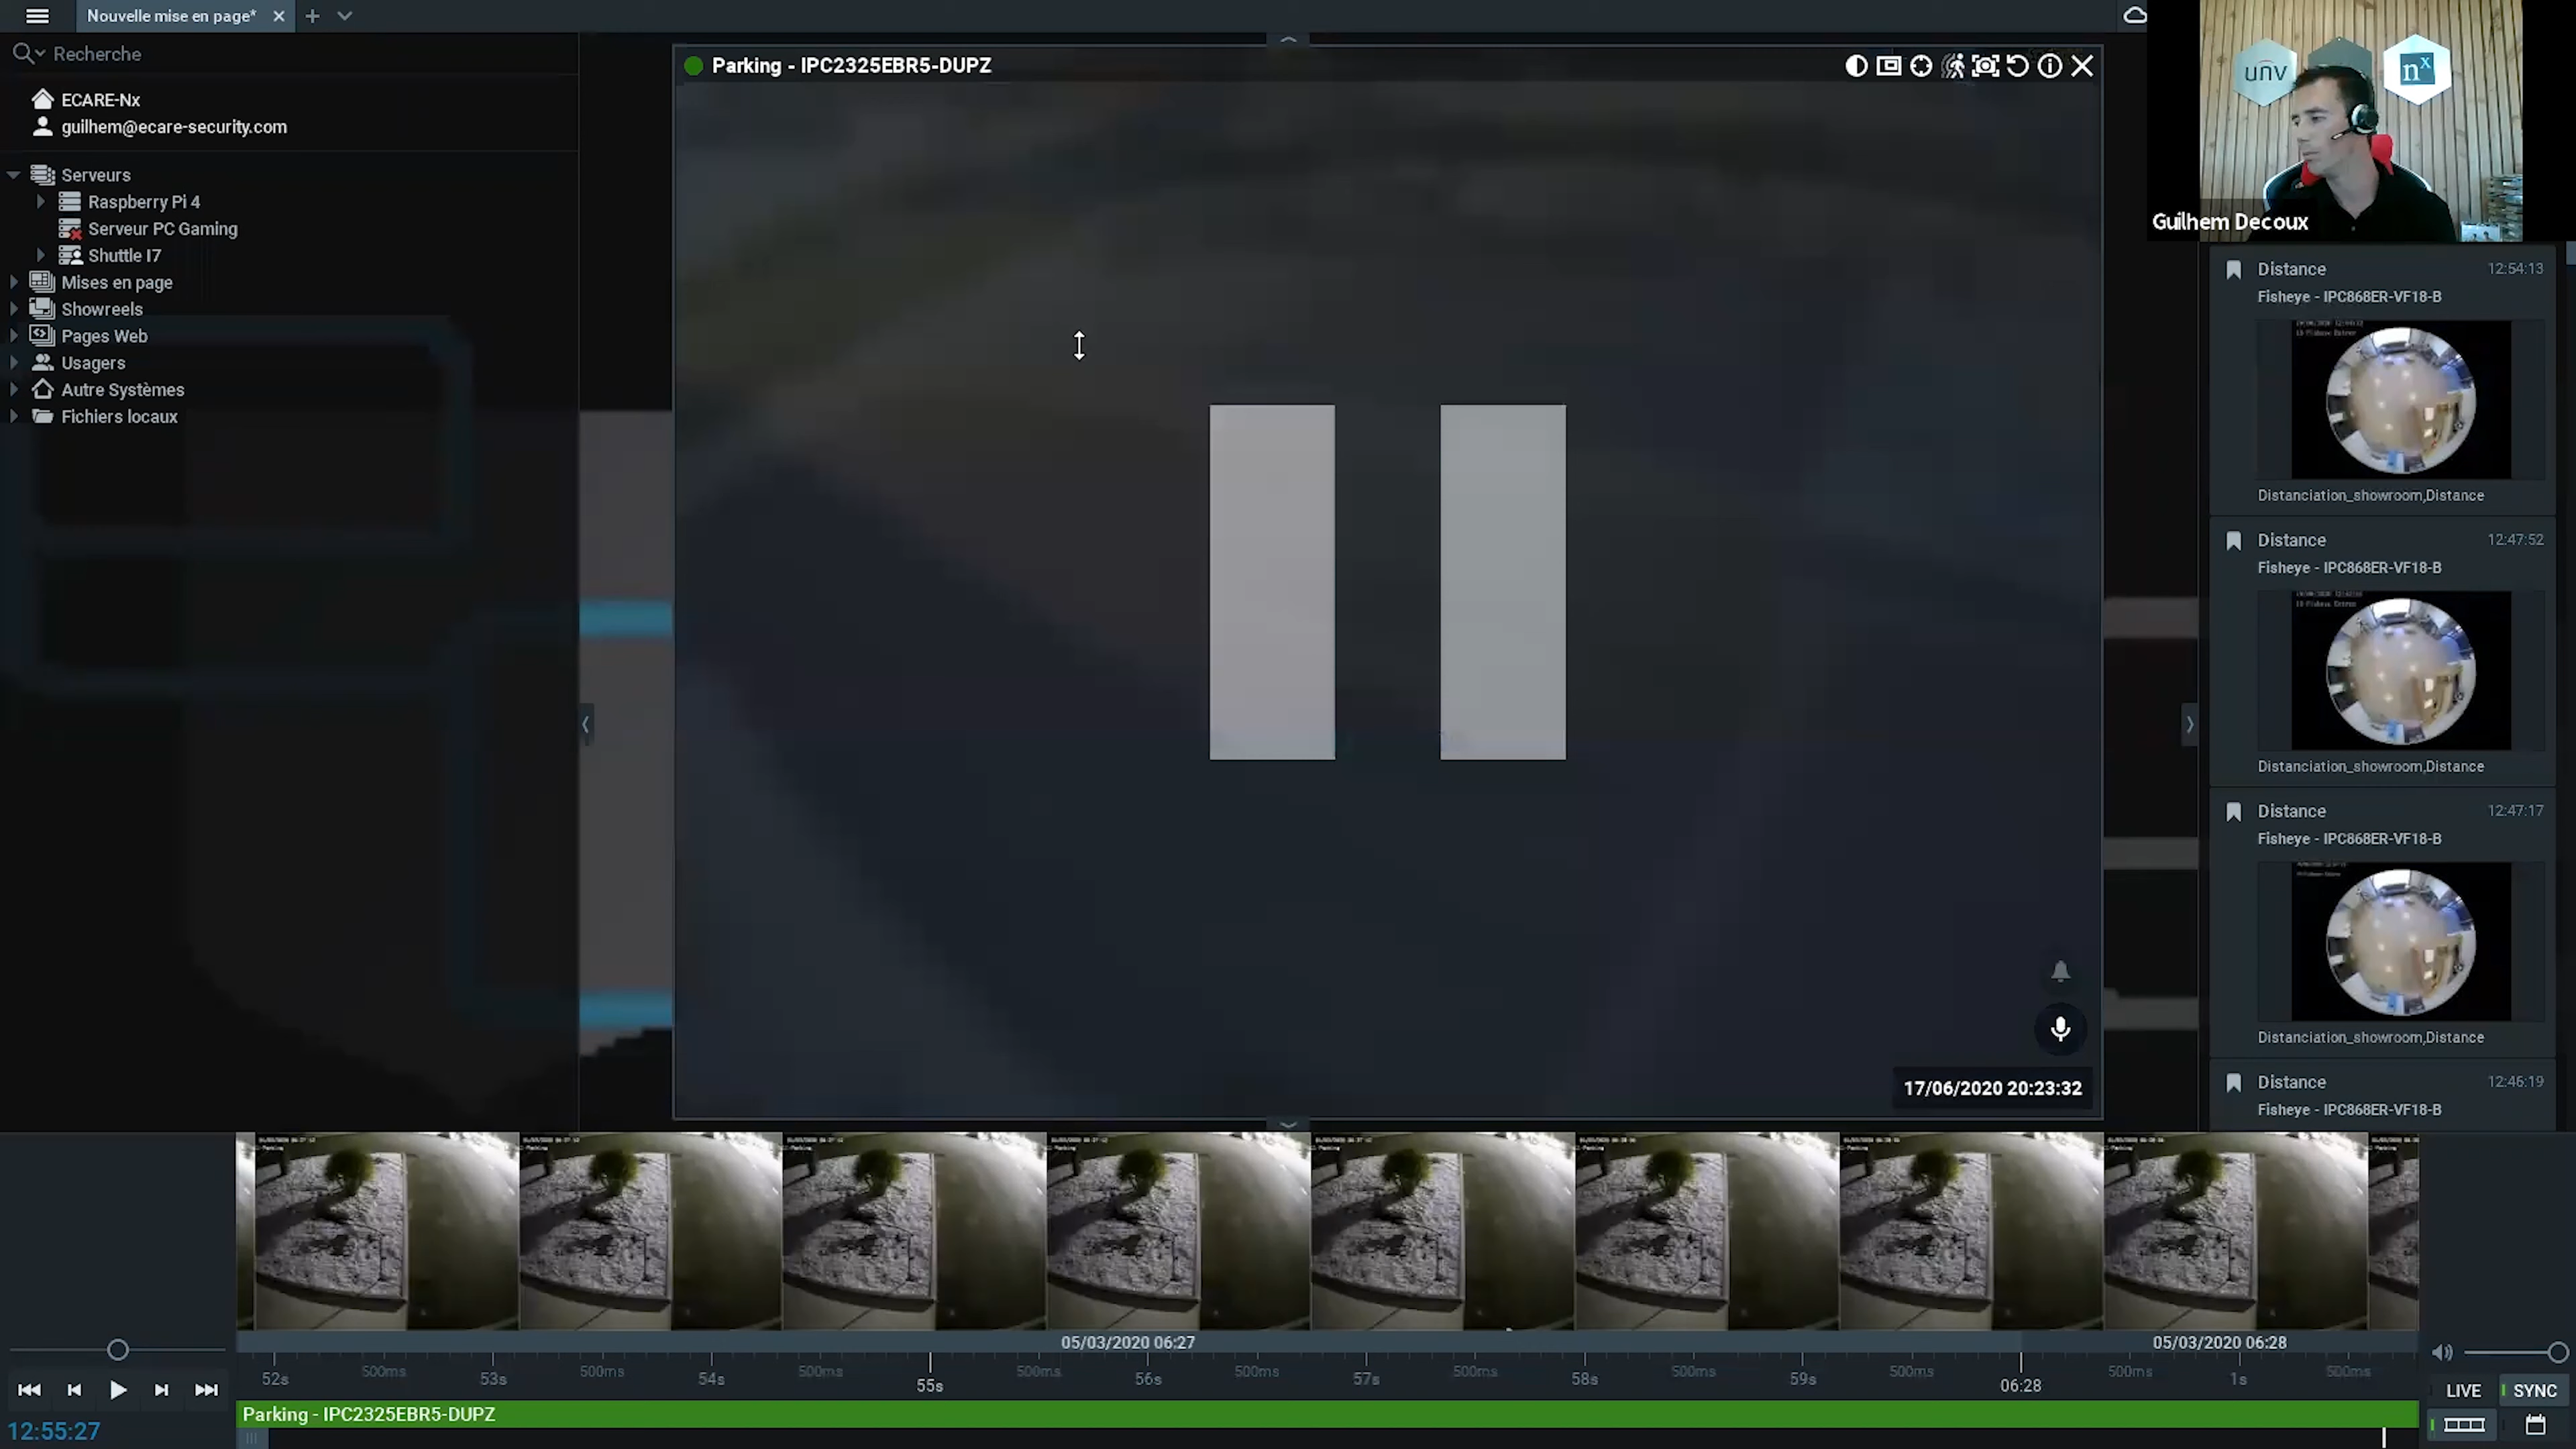 Nouvelle mise en page*
Recherche
ECARE-Nx
guilhem@ecare-security.com
Serveurs
Raspberry Pi 4
Serveur PC Gaming
Shuttle I7
Mises en page
Showreels
Pages Web
Usagers
Autre Systèmes
Fichiers locaux
Parking - IPC2325EBR5-DUPZ
17/06/2020 20:23:32
unv
nx
Guilhem Decoux
Distance 12:54:13
Fisheye - IPC868ER-VF18-B
Distanciation_showroom,Distance
Distance 12:47:52
Fisheye - IPC868ER-VF18-B
Distanciation_showroom,Distance
Distance 12:47:17
Fisheye - IPC868ER-VF18-B
Distanciation_showroom,Distance
Distance 12:46:19
Fisheye - IPC868ER-VF18-B
05/03/2020 06:27 05/03/2020 06:28
52s 500ms 53s 500ms 54s 500ms 55s 500ms 56s 500ms 57s 500ms 58s 500ms 59s 500ms 06:28 500ms 1s 500ms
LIVE SYNC
Parking - IPC2325EBR5-DUPZ
12:55:27